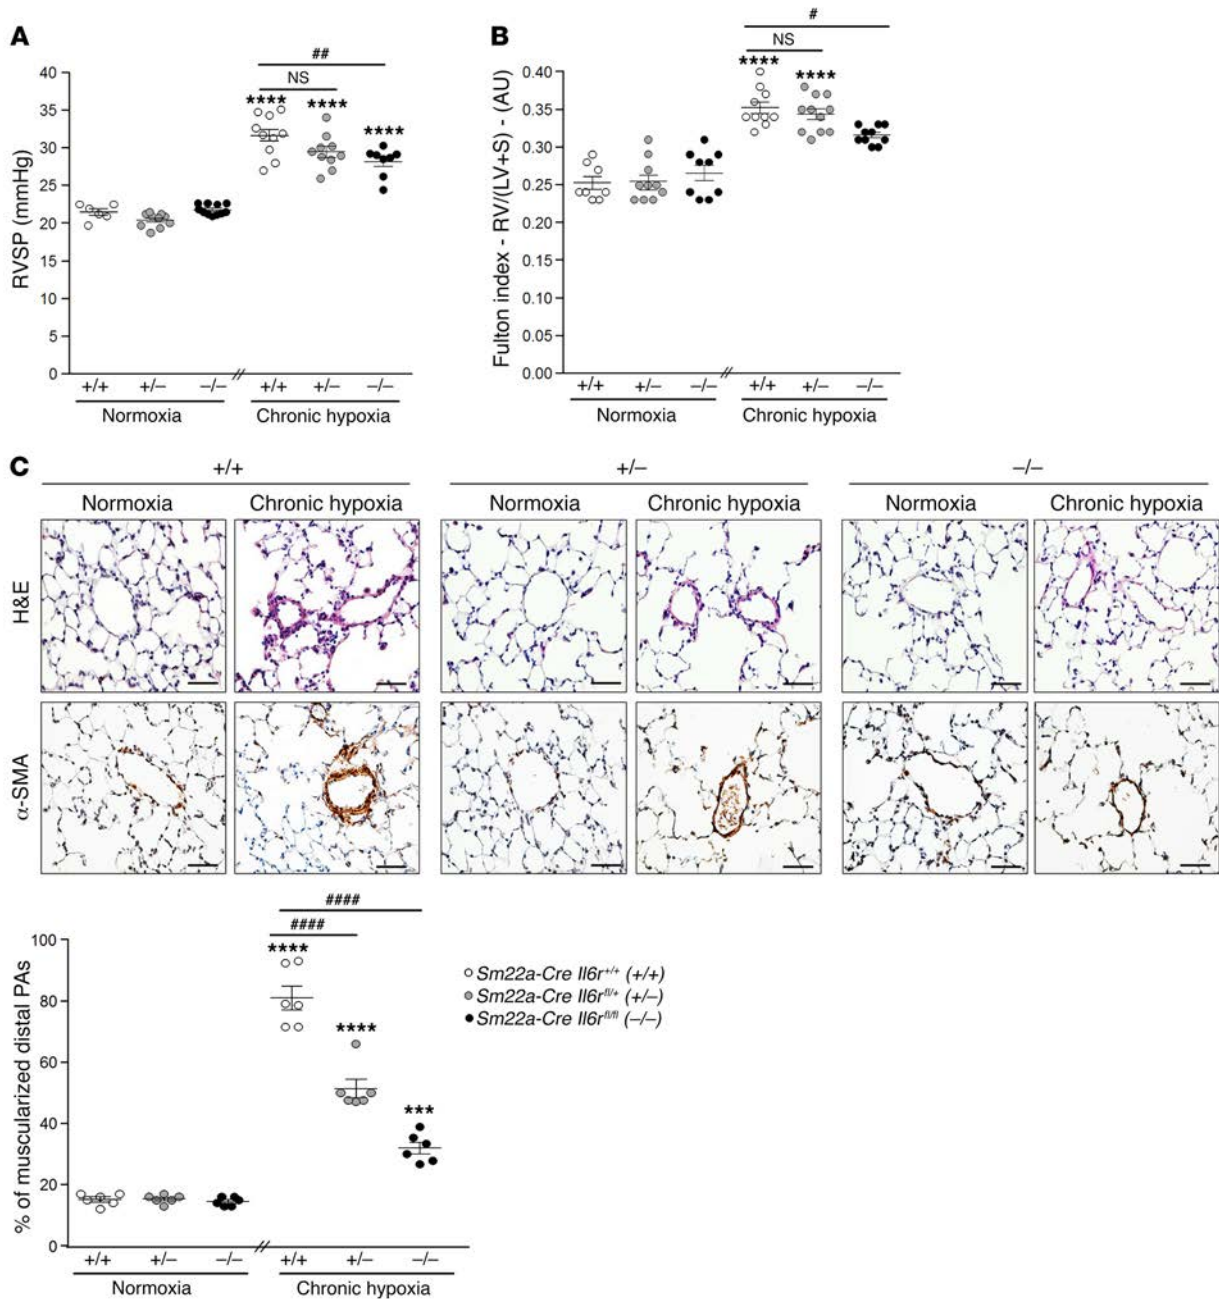 A
##
NS
****
****
****
40
35
30
25
20
15
10
5
0
RVSP (mmHg)
+/+
+/−
−/−
//
+/+
+/−
−/−
Normoxia
Chronic hypoxia
B
#
NS
****
****
0.40
0.35
0.30
0.25
0.20
0.15
0.10
0.05
0.00
Fulton index - RV/(LV+S) - (AU)
+/+
+/−
−/−
//
+/+
+/−
−/−
Normoxia
Chronic hypoxia
C
+/+
+/−
−/−
Normoxia
Chronic hypoxia
Normoxia
Chronic hypoxia
Normoxia
Chronic hypoxia
H&E
α-SMA
####
####
****
****
***
100
80
60
40
20
0
% of muscularized distal PAs
+/+
+/−
−/−
//
+/+
+/−
−/−
Normoxia
Chronic hypoxia
Sm22a-Cre Il6r+/+ (+/+)
Sm22a-Cre Il6rfl/+ (+/−)
Sm22a-Cre Il6rfl/fl (−/−)